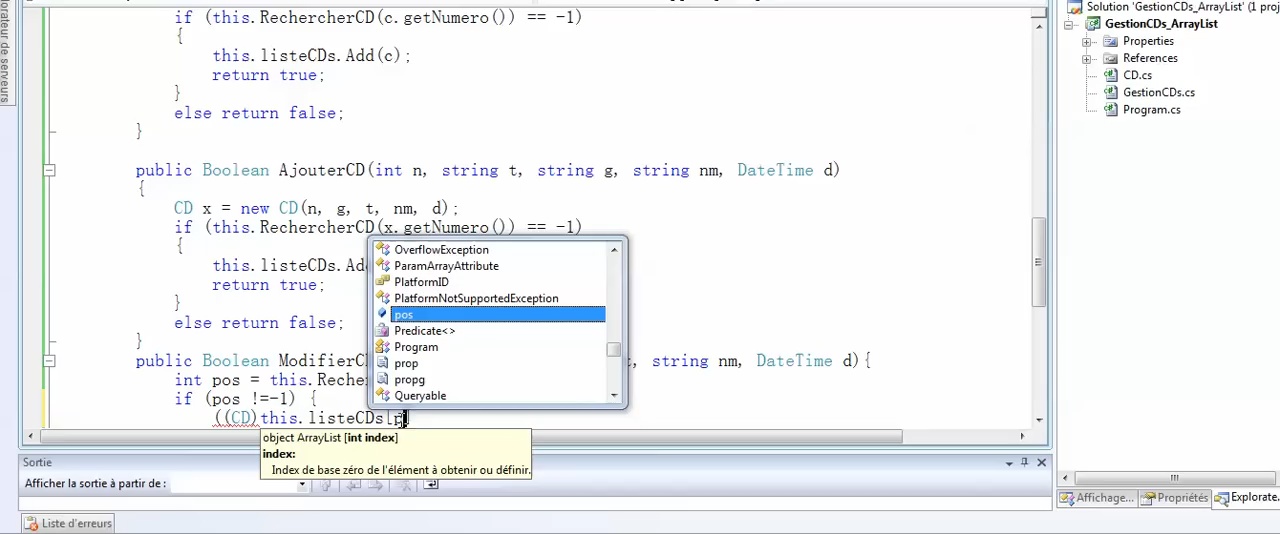 if (this.RechercherCD(c.getNumero()) == -1)
{
this.listeCDs.Add(c);
return true;
}
else return false;
}
public Boolean AjouterCD(int n, string t, string g, string nm, DateTime d)
{
CD x = new CD(n, g, t, nm, d);
if (this.RechercherCD(x.getNumero()) == -1)
{
this.listeCDs.Ad
return true;
}
else return false;
}
public Boolean ModifierC t, string nm, DateTime d){
int pos = this.Recher
if (pos !=-1) {
((CD)this.listeCDs[p
OverflowException
ParamArrayAttribute
PlatformID
PlatformNotSupportedException
pos
Predicate<>
Program
prop
propg
Queryable
object ArrayList [int index]
index:
Index de base zéro de l'élément à obtenir ou définir.
Sortie
Afficher la sortie à partir de :
Liste d'erreurs
lorateur de serveurs
Solution 'GestionCDs_ArrayList' (1 proj
GestionCDs_ArrayList
Properties
References
CD.cs
GestionCDs.cs
Program.cs
Affichage...
Propriétés
Explorate.